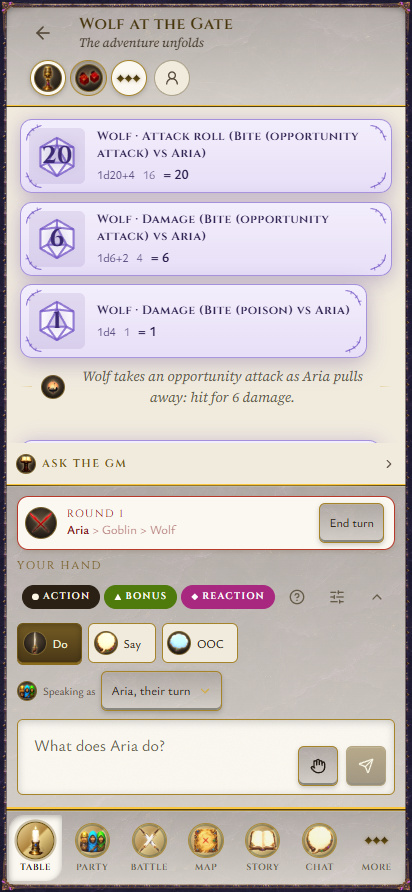 Wolf at the Gate
The adventure unfolds
20
Wolf · Attack roll (Bite (opportunity
attack) vs Aria)
1d20+4 16 = 20
6
Wolf · Damage (Bite (opportunity
attack) vs Aria)
1d6+2 4 = 6
1
Wolf · Damage (Bite (poison) vs Aria)
1d4 1 = 1
Wolf takes an opportunity attack as Aria pulls
away: hit for 6 damage.
ASK THE GM
ROUND 1
Aria > Goblin > Wolf
End turn
YOUR HAND
ACTION
BONUS
REACTION
Do
Say
OOC
Speaking as
Aria, their turn
What does Aria do?
TABLE
PARTY
BATTLE
MAP
STORY
CHAT
MORE